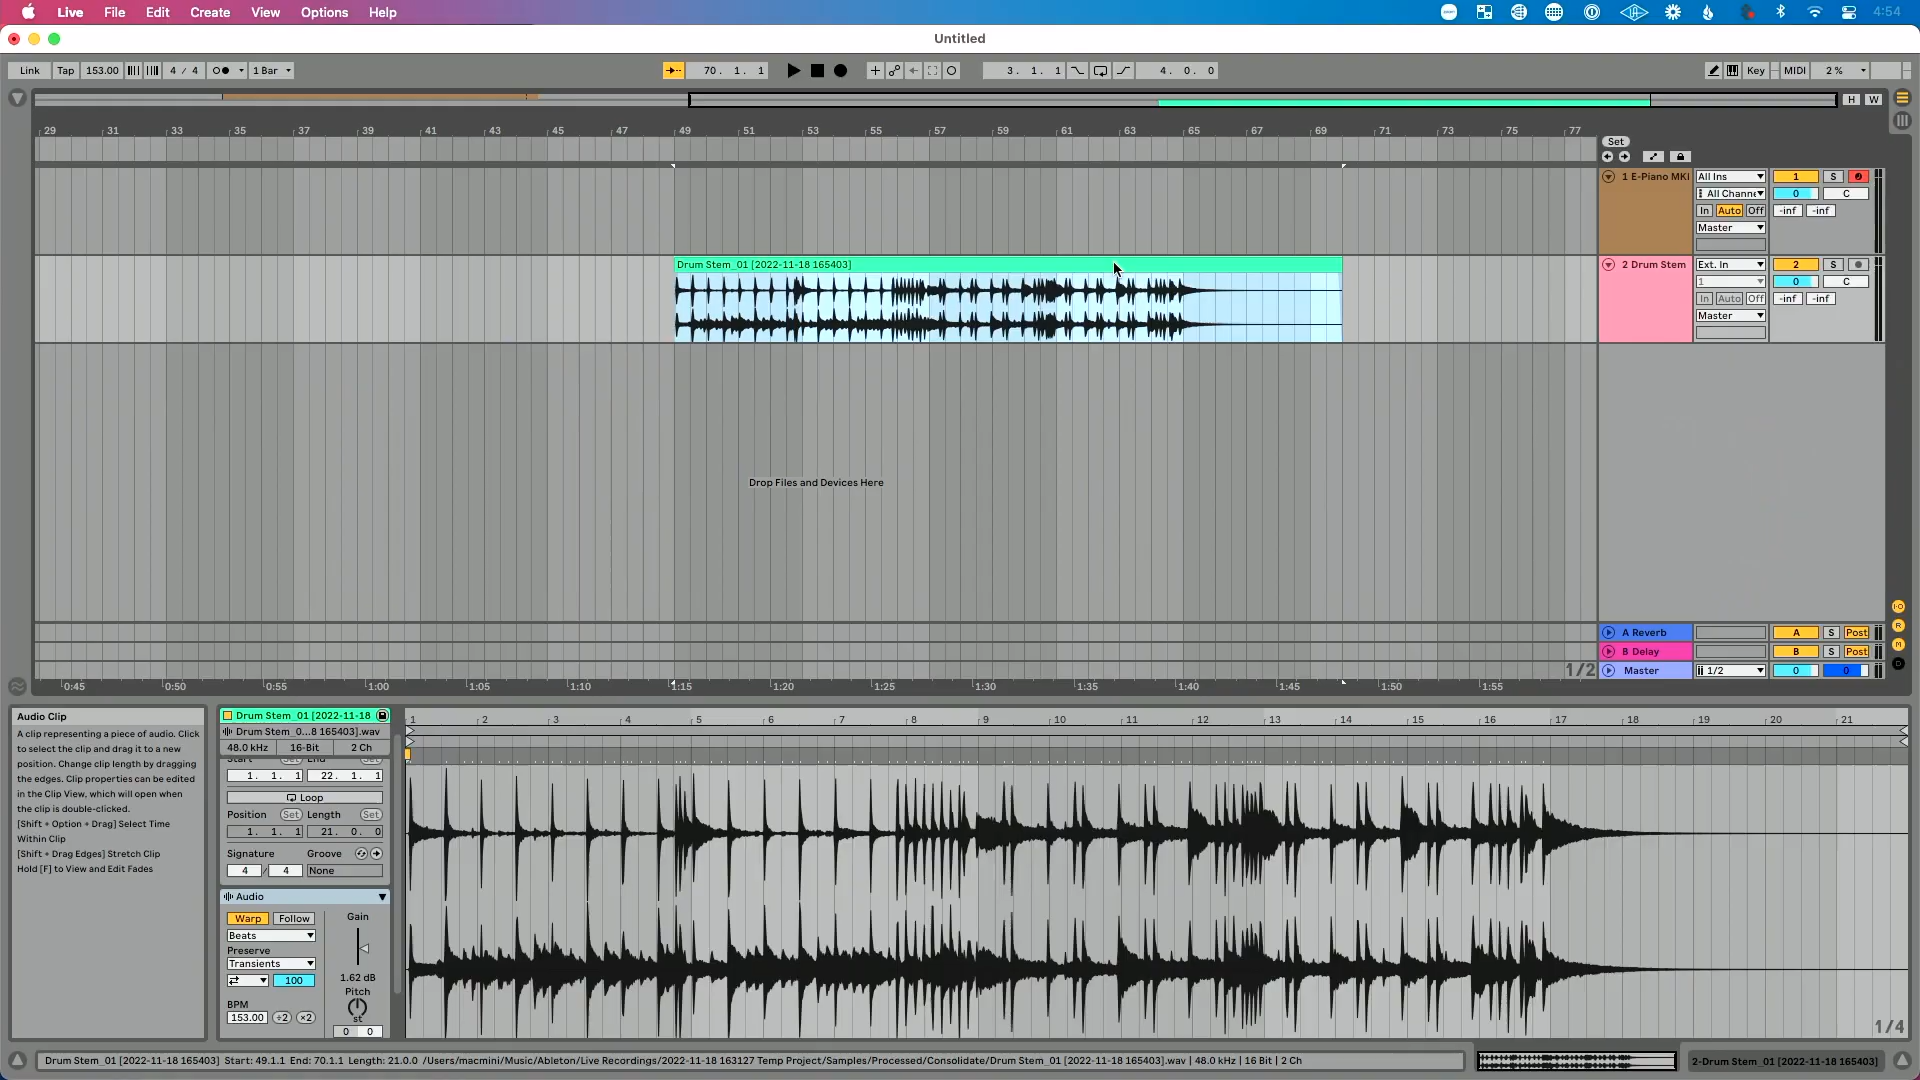 Live File Edit Create View Options Help 4:54
Untitled
Link Tap 153.00 4 / 4 1 Bar 70. 1. 1 3. 1. 1 4. 0. 0 Key MIDI 2 %
H W
29 31 33 35 37 39 41 43 45 47 49 51 53 55 57 59 61 63 65 67 69 71 73 75 77
Set
1 E-Piano MKI All Ins 1 S
All Channe 0 C
In Auto Off -inf -inf
Master
Drum Stem_01 [2022-11-18 165403]
2 Drum Stem Ext. In 2 S
1 0 C
In Auto Off -inf -inf
Master
Drop Files and Devices Here
A Reverb A S Post
B Delay B S Post
1/2 Master 1/2 0 0
0:45 0:50 0:55 1:00 1:05 1:10 1:15 1:20 1:25 1:30 1:35 1:40 1:45 1:50 1:55
Audio Clip
A clip representing a piece of audio. Click
to select the clip and drag it to a new
position. Change clip length by dragging
the edges. Clip properties can be edited
in the Clip View, which will open when
the clip is double-clicked.
[Shift + Option + Drag] Select Time
Within Clip
[Shift + Drag Edges] Stretch Clip
Hold [F] to View and Edit Fades
Drum Stem_01 [2022-11-18
Drum Stem_0...8 165403].wav
48.0 kHz 16-Bit 2 Ch
Start Set End Set
1. 1. 1 22. 1. 1
Loop
Position Set Length Set
1. 1. 1 21. 0. 0
Signature Groove
4 / 4 None
Audio
Warp Follow Gain
Beats
Preserve
Transients
100 1.62 dB
Pitch
BPM
153.00 ÷2 ×2 st
0 0
1 2 3 4 5 6 7 8 9 10 11 12 13 14 15 16 17 18 19 20 21
1/4
Drum Stem_01 [2022-11-18 165403] Start: 49.1.1 End: 70.1.1 Length: 21.0.0 /Users/macmini/Music/Ableton/Live Recordings/2022-11-18 163127 Temp Project/Samples/Processed/Consolidate/Drum Stem_01 [2022-11-18 165403].wav | 48.0 kHz | 16 Bit | 2 Ch
2-Drum Stem_01 [2022-11-18 165403]